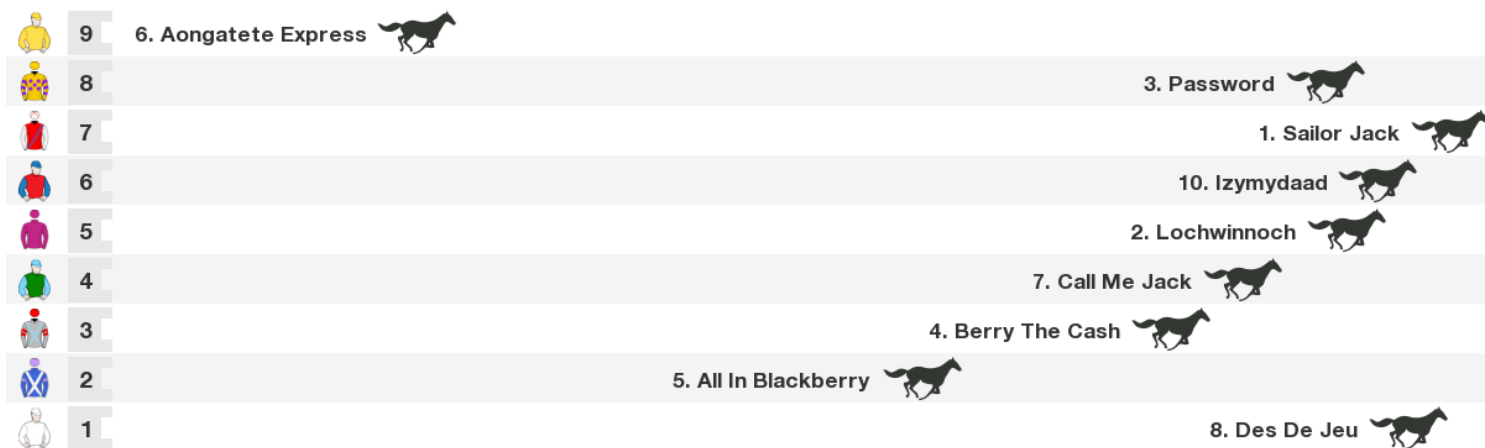 9 6. Aongatete Express
8 3. Password
7 1. Sailor Jack
6 10. Izymydaad
5 2. Lochwinnoch
4 7. Call Me Jack
3 4. Berry The Cash
2 5. All In Blackberry
1 8. Des De Jeu